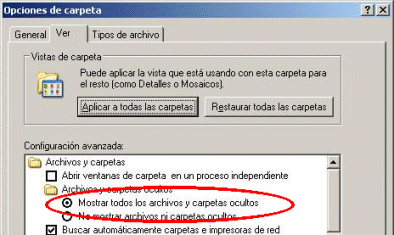 Opciones de carpeta
General Ver Tipos de archivo
Vistas de carpeta
Puede aplicar la vista que está usando con esta carpeta para
el resto (como Detalles o Mosaicos).
Aplicar a todas las carpetas Restaurar todas las carpetas
Configuración avanzada:
Archivos y carpetas
Abrir ventanas de carpeta en un proceso independiente
Archivos y carpetas ocultos
Mostrar todos los archivos y carpetas ocultos
No mostrar archivos ni carpetas ocultos
Buscar automáticamente carpetas e impresoras de red